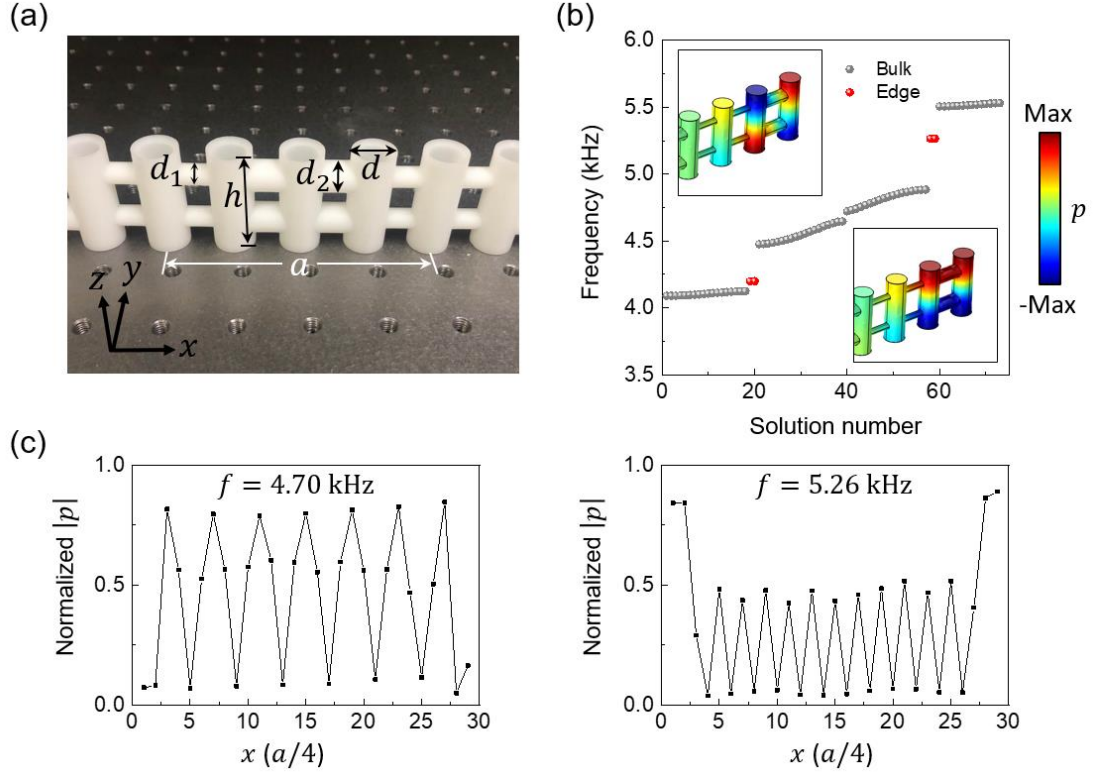 (a)
d₁
h
d₂
d
a
z
y
x
(b)
6.0
5.5
5.0
4.5
4.0
3.5
Frequency (kHz)
0
20
40
60
Solution number
Bulk
Edge
Max
p
-Max
(c)
f = 4.70 kHz
1.0
0.5
0.0
Normalized |p|
0
5
10
15
20
25
30
x (a/4)
f = 5.26 kHz
1.0
0.5
0.0
Normalized |p|
0
5
10
15
20
25
30
x (a/4)